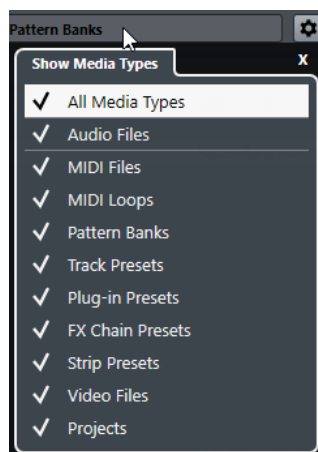 Pattern Banks
Show Media Types X
All Media Types
Audio Files
MIDI Files
MIDI Loops
Pattern Banks
Track Presets
Plug-in Presets
FX Chain Presets
Strip Presets
Video Files
Projects